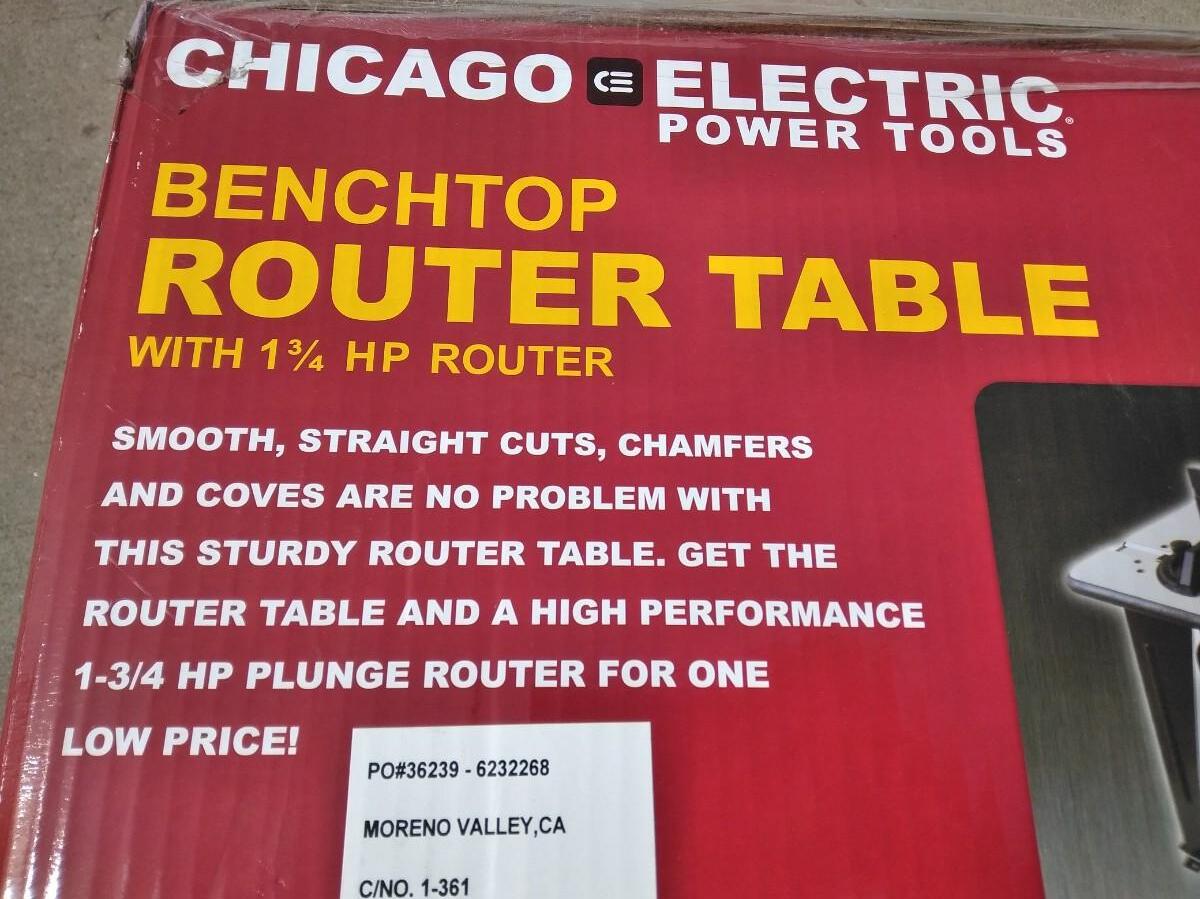 CHICAGO CE ELECTRIC®
POWER TOOLS
BENCHTOP
ROUTER TABLE
WITH 1¾ HP ROUTER
SMOOTH, STRAIGHT CUTS, CHAMFERS
AND COVES ARE NO PROBLEM WITH
THIS STURDY ROUTER TABLE. GET THE
ROUTER TABLE AND A HIGH PERFORMANCE
1-3/4 HP PLUNGE ROUTER FOR ONE
LOW PRICE!
PO#36239 - 6232268
MORENO VALLEY,CA
C/NO. 1-361